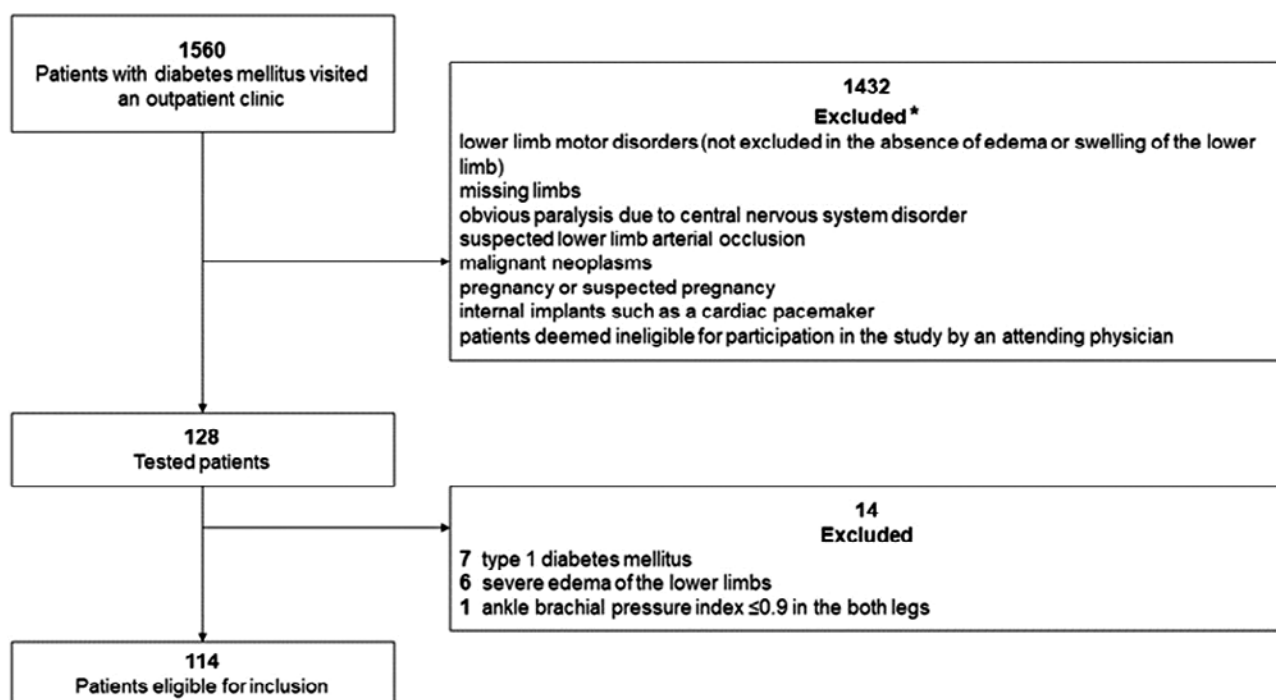 1560
Patients with diabetes mellitus visited
an outpatient clinic
1432
Excluded*
lower limb motor disorders (not excluded in the absence of edema or swelling of the lower
limb)
missing limbs
obvious paralysis due to central nervous system disorder
suspected lower limb arterial occlusion
malignant neoplasms
pregnancy or suspected pregnancy
internal implants such as a cardiac pacemaker
patients deemed ineligible for participation in the study by an attending physician
128
Tested patients
14
Excluded
7 type 1 diabetes mellitus
6 severe edema of the lower limbs
1 ankle brachial pressure index ≤0.9 in the both legs
114
Patients eligible for inclusion